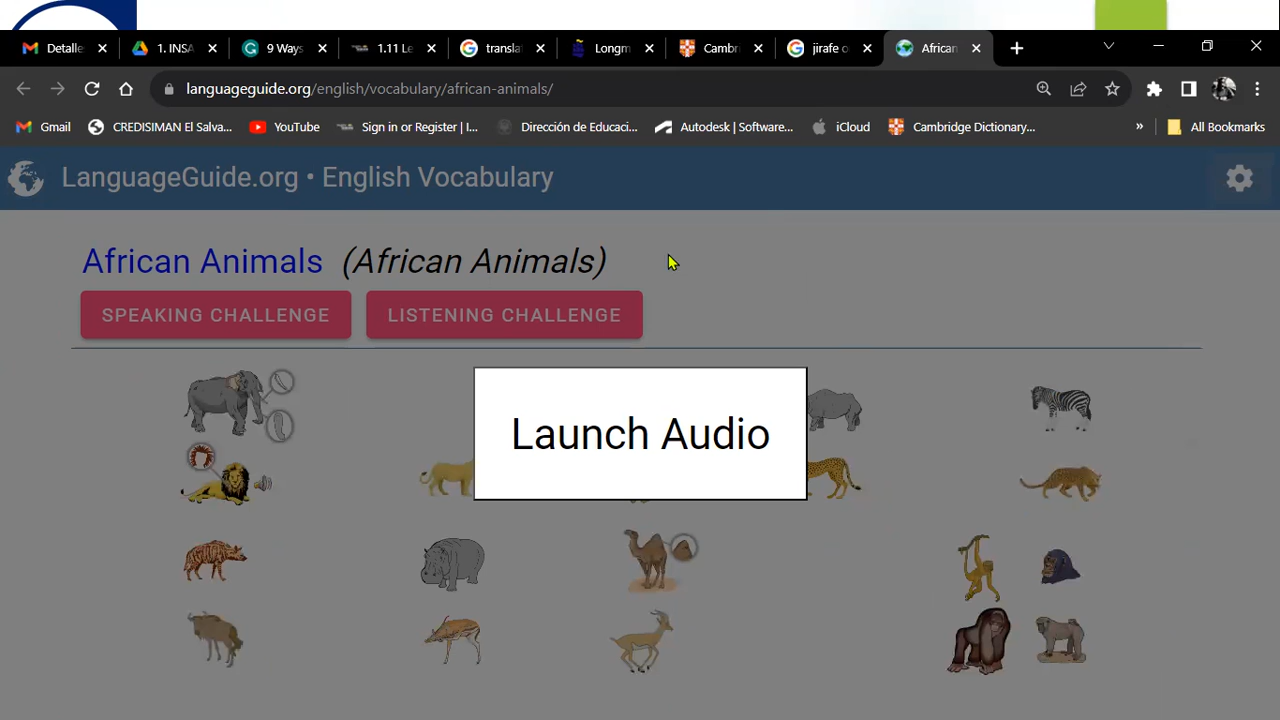 Detalle
1. INSA
9 Ways
1.11 Le
translat
Longm
Cambri
jirafe o
African
languageguide.org/english/vocabulary/african-animals/
Gmail
CREDISIMAN El Salva...
YouTube
Sign in or Register | I...
Dirección de Educaci...
Autodesk | Software...
iCloud
Cambridge Dictionary...
»
All Bookmarks
LanguageGuide.org • English Vocabulary
African Animals (African Animals)
SPEAKING CHALLENGE
LISTENING CHALLENGE
Launch Audio